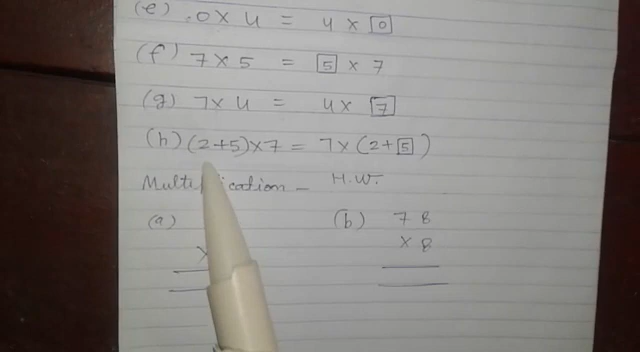 (e) 0 x 4 = 4 x 0
(f) 7 x 5 = 5 x 7
(g) 7 x 4 = 4 x 7
(h) (2+5) x 7 = 7 x (2+5)
H.W.
(a) (b) 78
x x 8